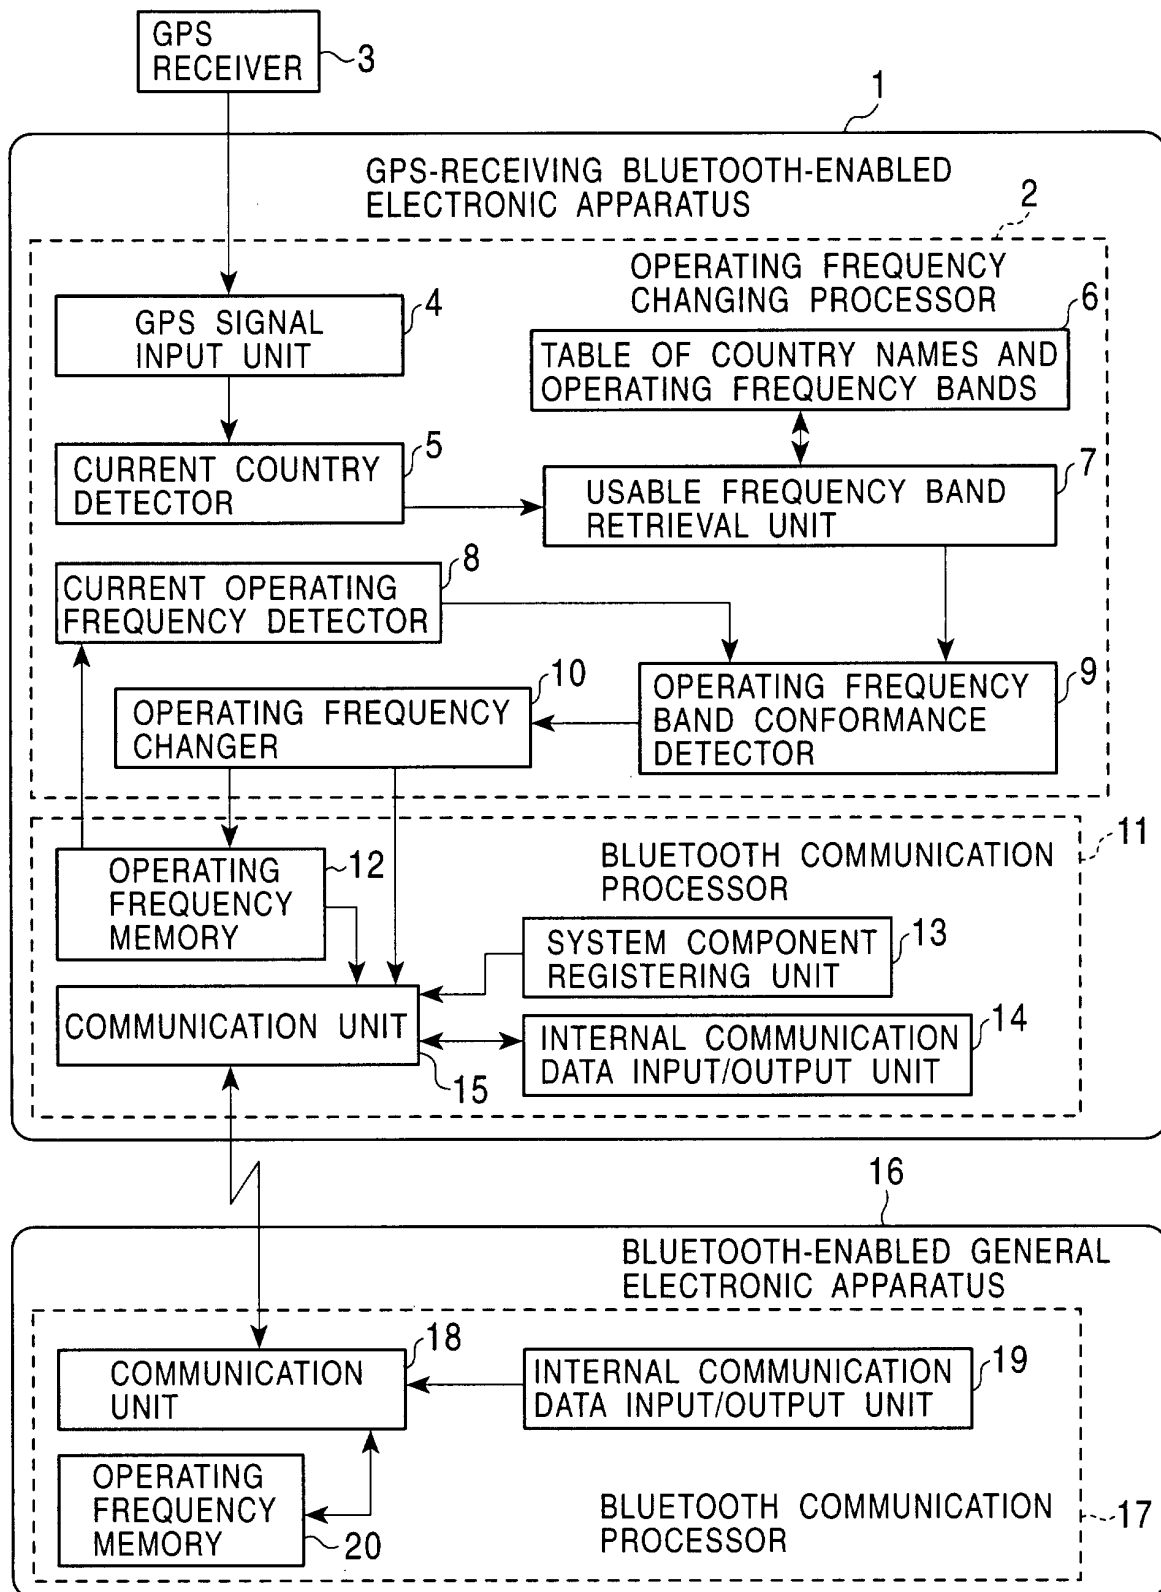 GPS
RECEIVER
3
1
GPS-RECEIVING BLUETOOTH-ENABLED
ELECTRONIC APPARATUS
2
OPERATING FREQUENCY
CHANGING PROCESSOR
4
GPS SIGNAL
INPUT UNIT
6
TABLE OF COUNTRY NAMES AND
OPERATING FREQUENCY BANDS
5
CURRENT COUNTRY
DETECTOR
7
USABLE FREQUENCY BAND
RETRIEVAL UNIT
8
CURRENT OPERATING
FREQUENCY DETECTOR
10
OPERATING FREQUENCY
CHANGER
9
OPERATING FREQUENCY
BAND CONFORMANCE
DETECTOR
11
BLUETOOTH COMMUNICATION
PROCESSOR
12
OPERATING
FREQUENCY
MEMORY
13
SYSTEM COMPONENT
REGISTERING UNIT
COMMUNICATION UNIT
15
14
INTERNAL COMMUNICATION
DATA INPUT/OUTPUT UNIT
16
BLUETOOTH-ENABLED GENERAL
ELECTRONIC APPARATUS
18
COMMUNICATION
UNIT
19
INTERNAL COMMUNICATION
DATA INPUT/OUTPUT UNIT
OPERATING
FREQUENCY
MEMORY
20
BLUETOOTH COMMUNICATION
PROCESSOR
17